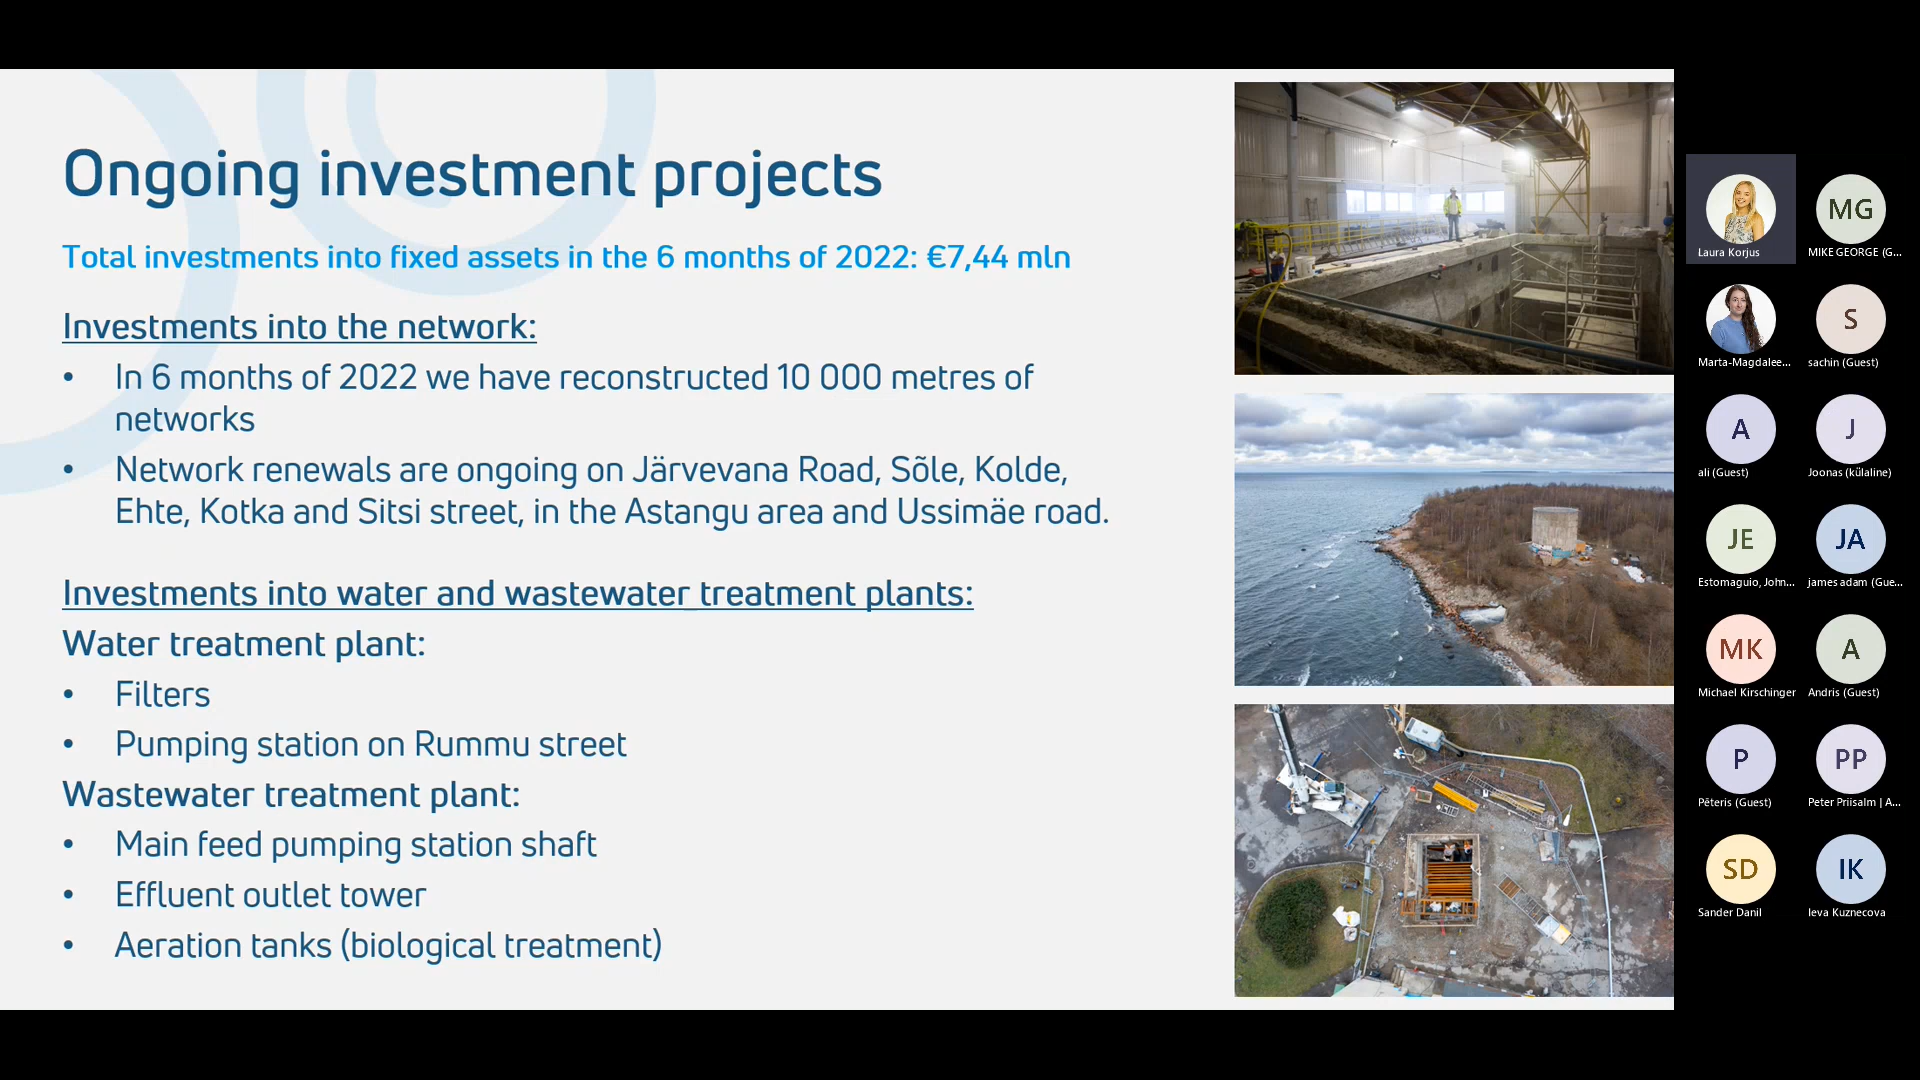 Ongoing investment projects
Total investments into fixed assets in the 6 months of 2022: €7,44 mln
Investments into the network:
• In 6 months of 2022 we have reconstructed 10 000 metres of
networks
• Network renewals are ongoing on Järvevana Road, Sõle, Kolde,
Ehte, Kotka and Sitsi street, in the Astangu area and Ussimäe road.
Investments into water and wastewater treatment plants:
Water treatment plant:
• Filters
• Pumping station on Rummu street
Wastewater treatment plant:
• Main feed pumping station shaft
• Effluent outlet tower
• Aeration tanks (biological treatment)
Laura Korjus
MG
MIKE GEORGE (G...
Marta-Magdalee...
S
sachin (Guest)
A
ali (Guest)
J
Joonas (külaline)
JE
Estomaguio, John...
JA
james adam (Gue...
MK
Michael Kirschinger
A
Andris (Guest)
P
Pēteris (Guest)
PP
Peter Priisalm | A...
SD
Sander Danil
IK
Ieva Kuznecova